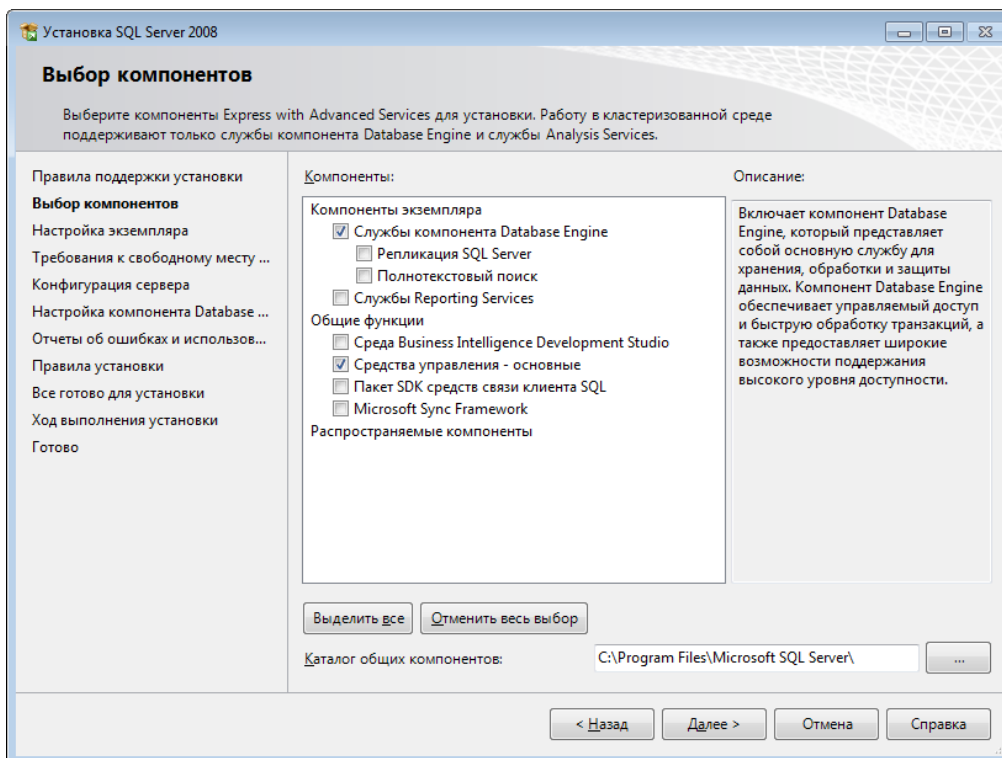 Установка SQL Server 2008
Выбор компонентов
Выберите компоненты Express with Advanced Services для установки. Работу в кластеризованной среде
поддерживают только службы компонента Database Engine и службы Analysis Services.
Правила поддержки установки
Выбор компонентов
Настройка экземпляра
Требования к свободному месту ...
Конфигурация сервера
Настройка компонента Database ...
Отчеты об ошибках и использов...
Правила установки
Все готово для установки
Ход выполнения установки
Готово
Компоненты:
Компоненты экземпляра
Службы компонента Database Engine
Репликация SQL Server
Полнотекстовый поиск
Службы Reporting Services
Общие функции
Среда Business Intelligence Development Studio
Средства управления - основные
Пакет SDK средств связи клиента SQL
Microsoft Sync Framework
Распространяемые компоненты
Описание:
Включает компонент Database
Engine, который представляет
собой основную службу для
хранения, обработки и защиты
данных. Компонент Database Engine
обеспечивает управляемый доступ
и быструю обработку транзакций, а
также предоставляет широкие
возможности поддержания
высокого уровня доступности.
Выделить все
Отменить весь выбор
Каталог общих компонентов:
C:\Program Files\Microsoft SQL Server\
...
< Назад
Далее >
Отмена
Справка